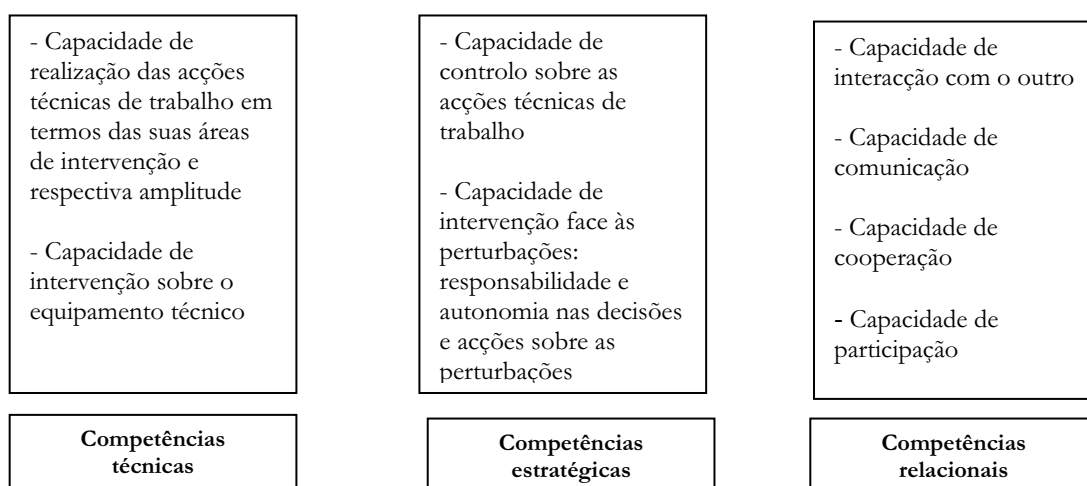 - Capacidade de
realização das acções
técnicas de trabalho em
termos das suas áreas
de intervenção e
respectiva amplitude
- Capacidade de
intervenção sobre o
equipamento técnico
- Capacidade de
controlo sobre as
acções técnicas de
trabalho
- Capacidade de
intervenção face às
perturbações:
responsabilidade e
autonomia nas decisões
e acções sobre as
perturbações
- Capacidade de
interacção com o outro
- Capacidade de
comunicação
- Capacidade de
cooperação
- Capacidade de
participação
Competências
técnicas
Competências
estratégicas
Competências
relacionais